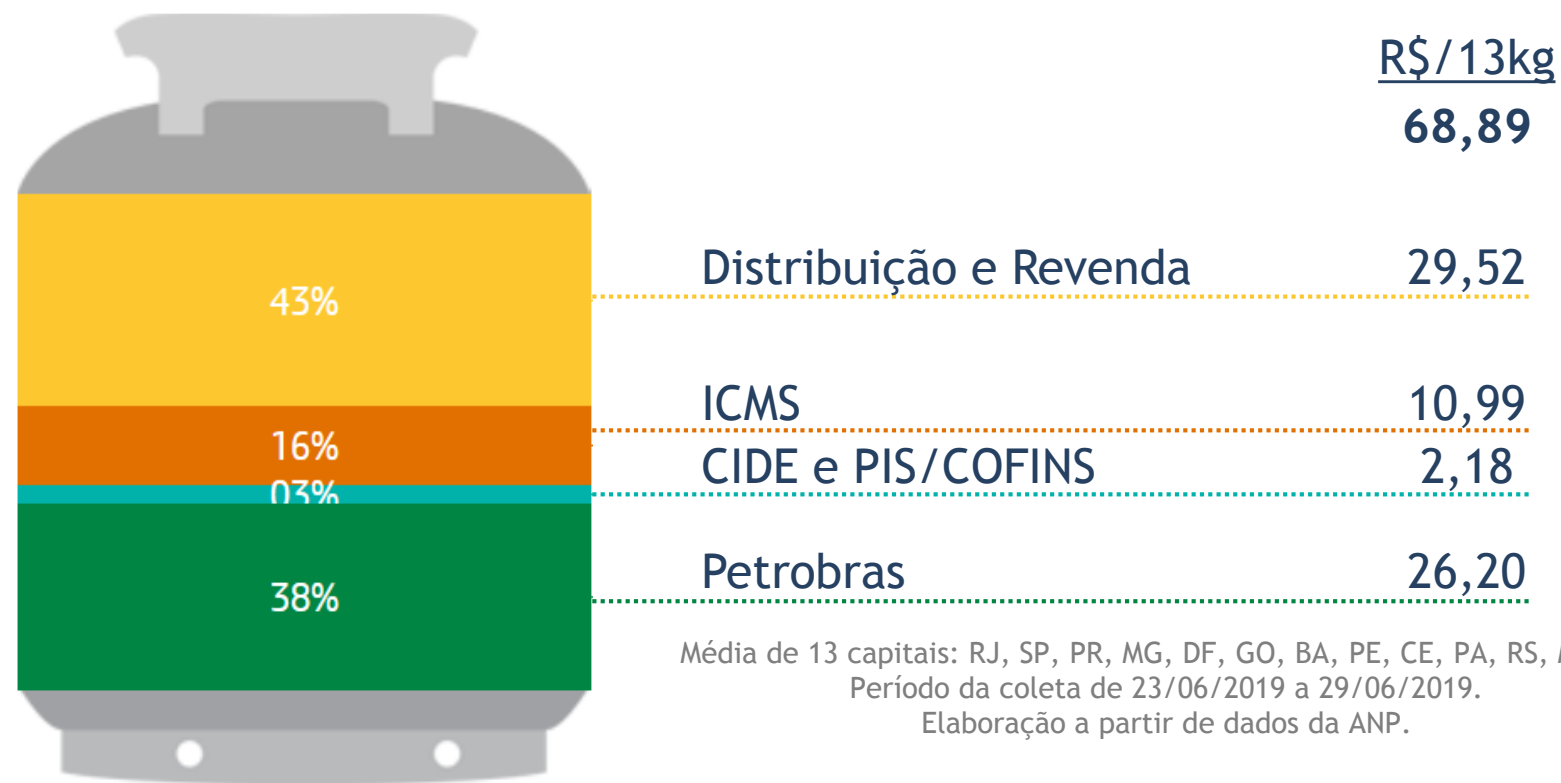 R$/13kg
68,89
Distribuição e Revenda 29,52
43%
ICMS 10,99
16%
CIDE e PIS/COFINS 2,18
03%
Petrobras 26,20
38%
Média de 13 capitais: RJ, SP, PR, MG, DF, GO, BA, PE, CE, PA, RS,
Período da coleta de 23/06/2019 a 29/06/2019.
Elaboração a partir de dados da ANP.